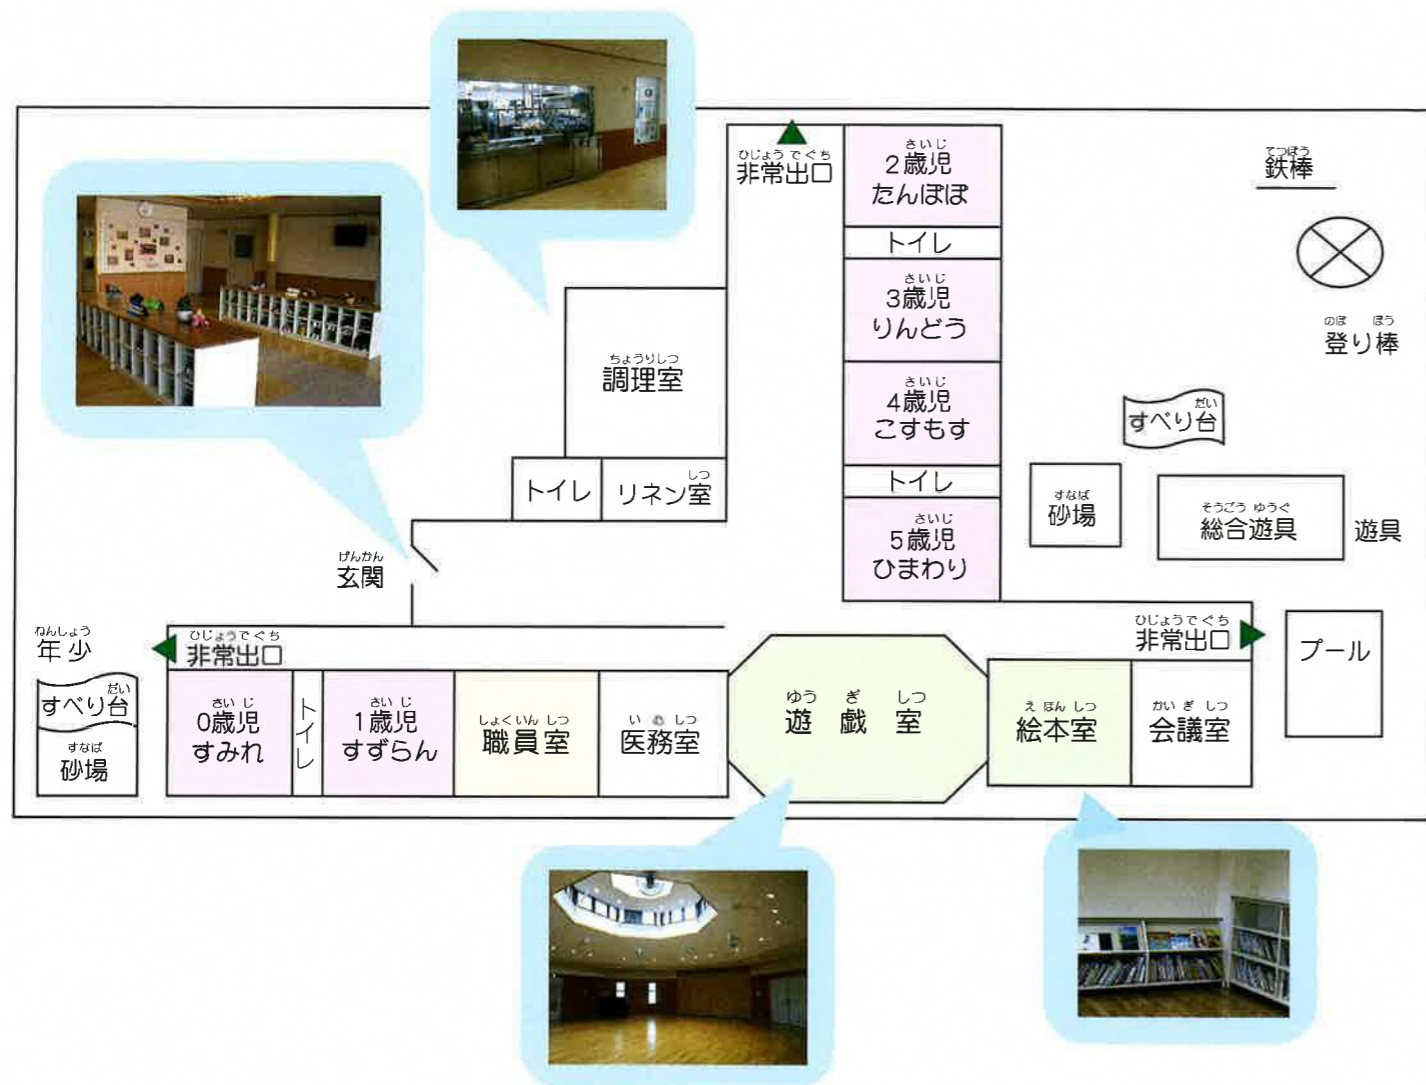 ひじょうでぐち
非常出口
さいじ
2歳児
たんぽぽ
トイレ
さいじ
3歳児
りんどう
さいじ
4歳児
こすもす
トイレ
さいじ
5歳児
ひまわり
てつぼう
鉄棒
のぼ ぼう
登り棒
だい
すべり台
すなば
砂場
そうごう ゆうぐ
総合遊具
遊具
プール
ちょうりしつ
調理室
トイレ
しつ
リネン室
げんかん
玄関
ねんしょう
年少
だい
すべり台
すなば
砂場
ひじょうでぐち
非常出口
さいじ
0歳児
すみれ
トイレ
さいじ
1歳児
すずらん
しょくいん しつ
職員室
い む しつ
医務室
ゆう ぎ しつ
遊戯室
ひじょうでぐち
非常出口
え ほん しつ
絵本室
かい ぎ しつ
会議室